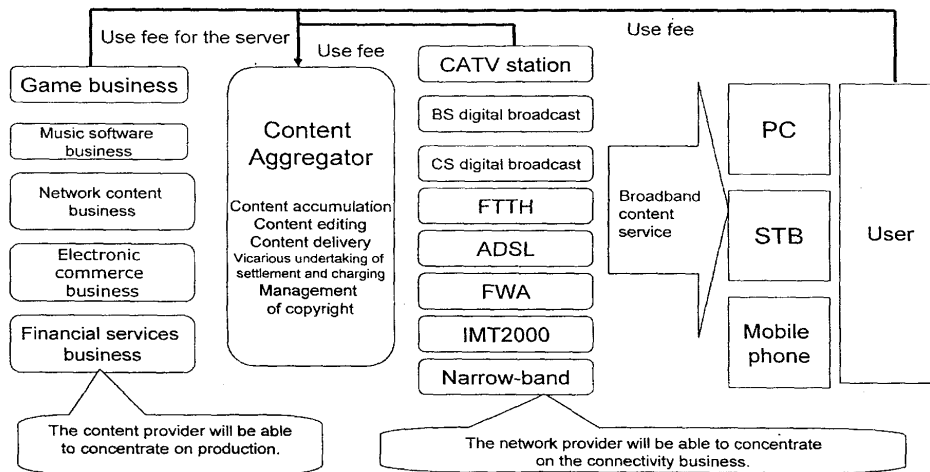 Use fee for the server
Use fee
Use fee
Game business
Music software
business
Network content
business
Electronic
commerce
business
Financial services
business
The content provider will be able
to concentrate on production.
Content
Aggregator
Content accumulation
Content editing
Content delivery
Vicarious undertaking of
settlement and charging
Management
of copyright
CATV station
BS digital broadcast
CS digital broadcast
FTTH
ADSL
FWA
IMT2000
Narrow-band
The network provider will be able to concentrate
on the connectivity business.
Broadband
content
service
PC
STB
Mobile
phone
User